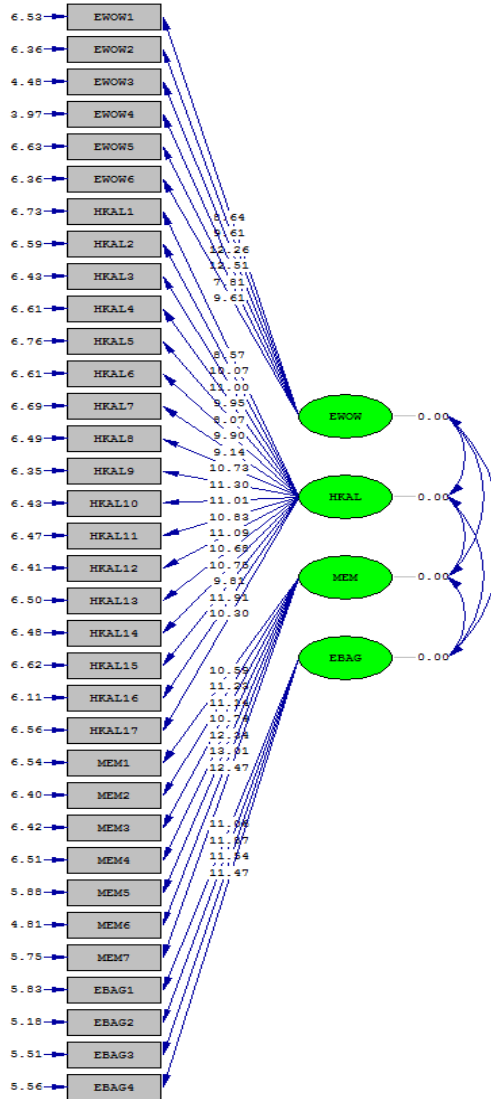 6.53 EWOW1
6.36 EWOW2
4.48 EWOW3
3.97 EWOW4
6.63 EWOW5
6.36 EWOW6
6.73 HKAL1
6.59 HKAL2
6.43 HKAL3
6.61 HKAL4
6.76 HKAL5
6.61 HKAL6
6.69 HKAL7
6.49 HKAL8
6.35 HKAL9
6.43 HKAL10
6.47 HKAL11
6.41 HKAL12
6.50 HKAL13
6.48 HKAL14
6.62 HKAL15
6.11 HKAL16
6.56 HKAL17
6.54 MEM1
6.40 MEM2
6.42 MEM3
6.51 MEM4
5.88 MEM5
4.81 MEM6
5.75 MEM7
5.83 EBAG1
5.18 EBAG2
5.51 EBAG3
5.56 EBAG4
8.64
9.61
12.26
12.51
7.81
9.61
8.57
10.07
11.00
9.95
8.07
9.90
9.14
10.73
11.30
11.01
10.83
11.09
10.68
10.78
9.81
11.91
10.30
10.59
11.23
11.14
10.74
12.34
13.01
12.47
11.54
11.47
EWOW 0.00
HKAL 0.00
MEM 0.00
EBAG 0.00